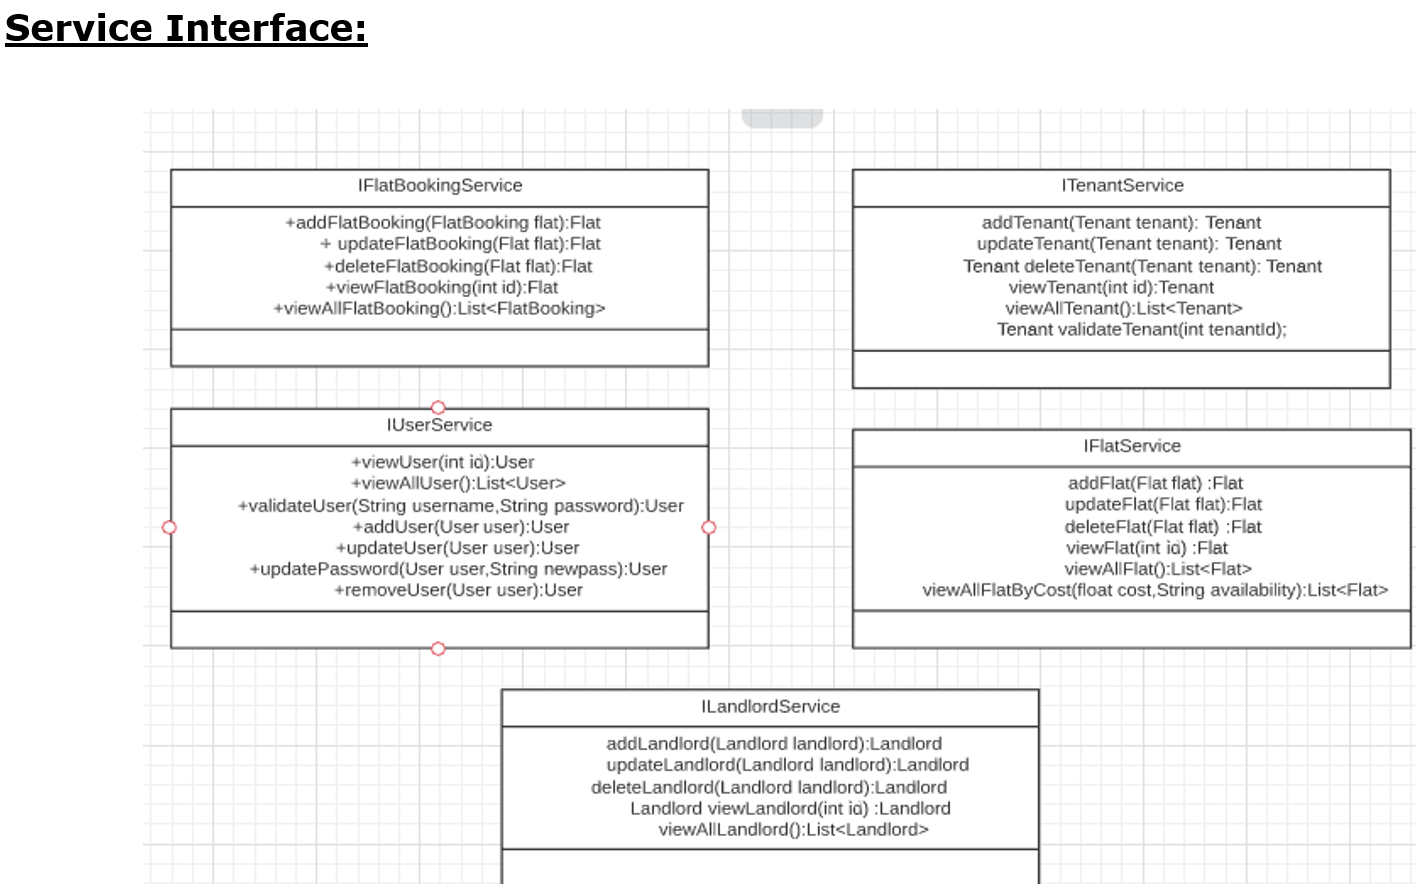 Service Interface:
IFlatBookingService
+addFlatBooking(FlatBooking flat):Flat
+ updateFlatBooking(Flat flat):Flat
+deleteFlatBooking(Flat flat):Flat
+viewFlatBooking(int id):Flat
+viewAllFlatBooking():List<FlatBooking>
ITenantService
addTenant(Tenant tenant): Tenant
updateTenant(Tenant tenant): Tenant
Tenant deleteTenant(Tenant tenant): Tenant
viewTenant(int id):Tenant
viewAllTenant():List<Tenant>
Tenant validateTenant(int tenantId);
IUserService
+viewUser(int id):User
+viewAllUser():List<User>
+validateUser(String username,String password):User
+addUser(User user):User
+updateUser(User user):User
+updatePassword(User user,String newpass):User
+removeUser(User user):User
IFlatService
addFlat(Flat flat) :Flat
updateFlat(Flat flat):Flat
deleteFlat(Flat flat) :Flat
viewFlat(int id) :Flat
viewAllFlat():List<Flat>
viewAllFlatByCost(float cost,String availability):List<Flat>
ILandlordService
addLandlord(Landlord landlord):Landlord
updateLandlord(Landlord landlord):Landlord
deleteLandlord(Landlord landlord):Landlord
Landlord viewLandlord(int id) :Landlord
viewAllLandlord():List<Landlord>